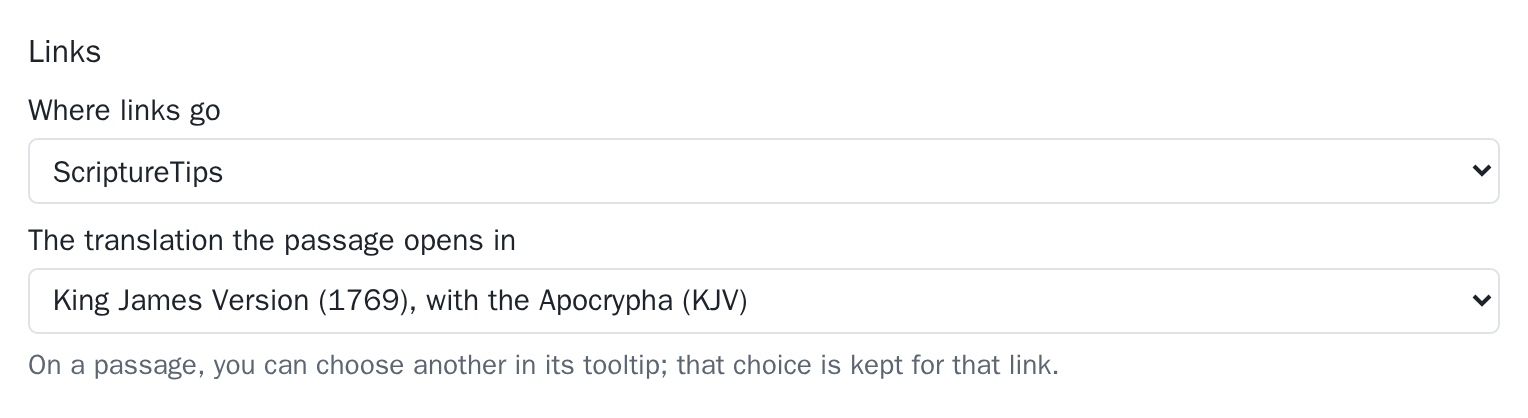 Links
Where links go
ScriptureTips
The translation the passage opens in
King James Version (1769), with the Apocrypha (KJV)
On a passage, you can choose another in its tooltip; that choice is kept for that link.